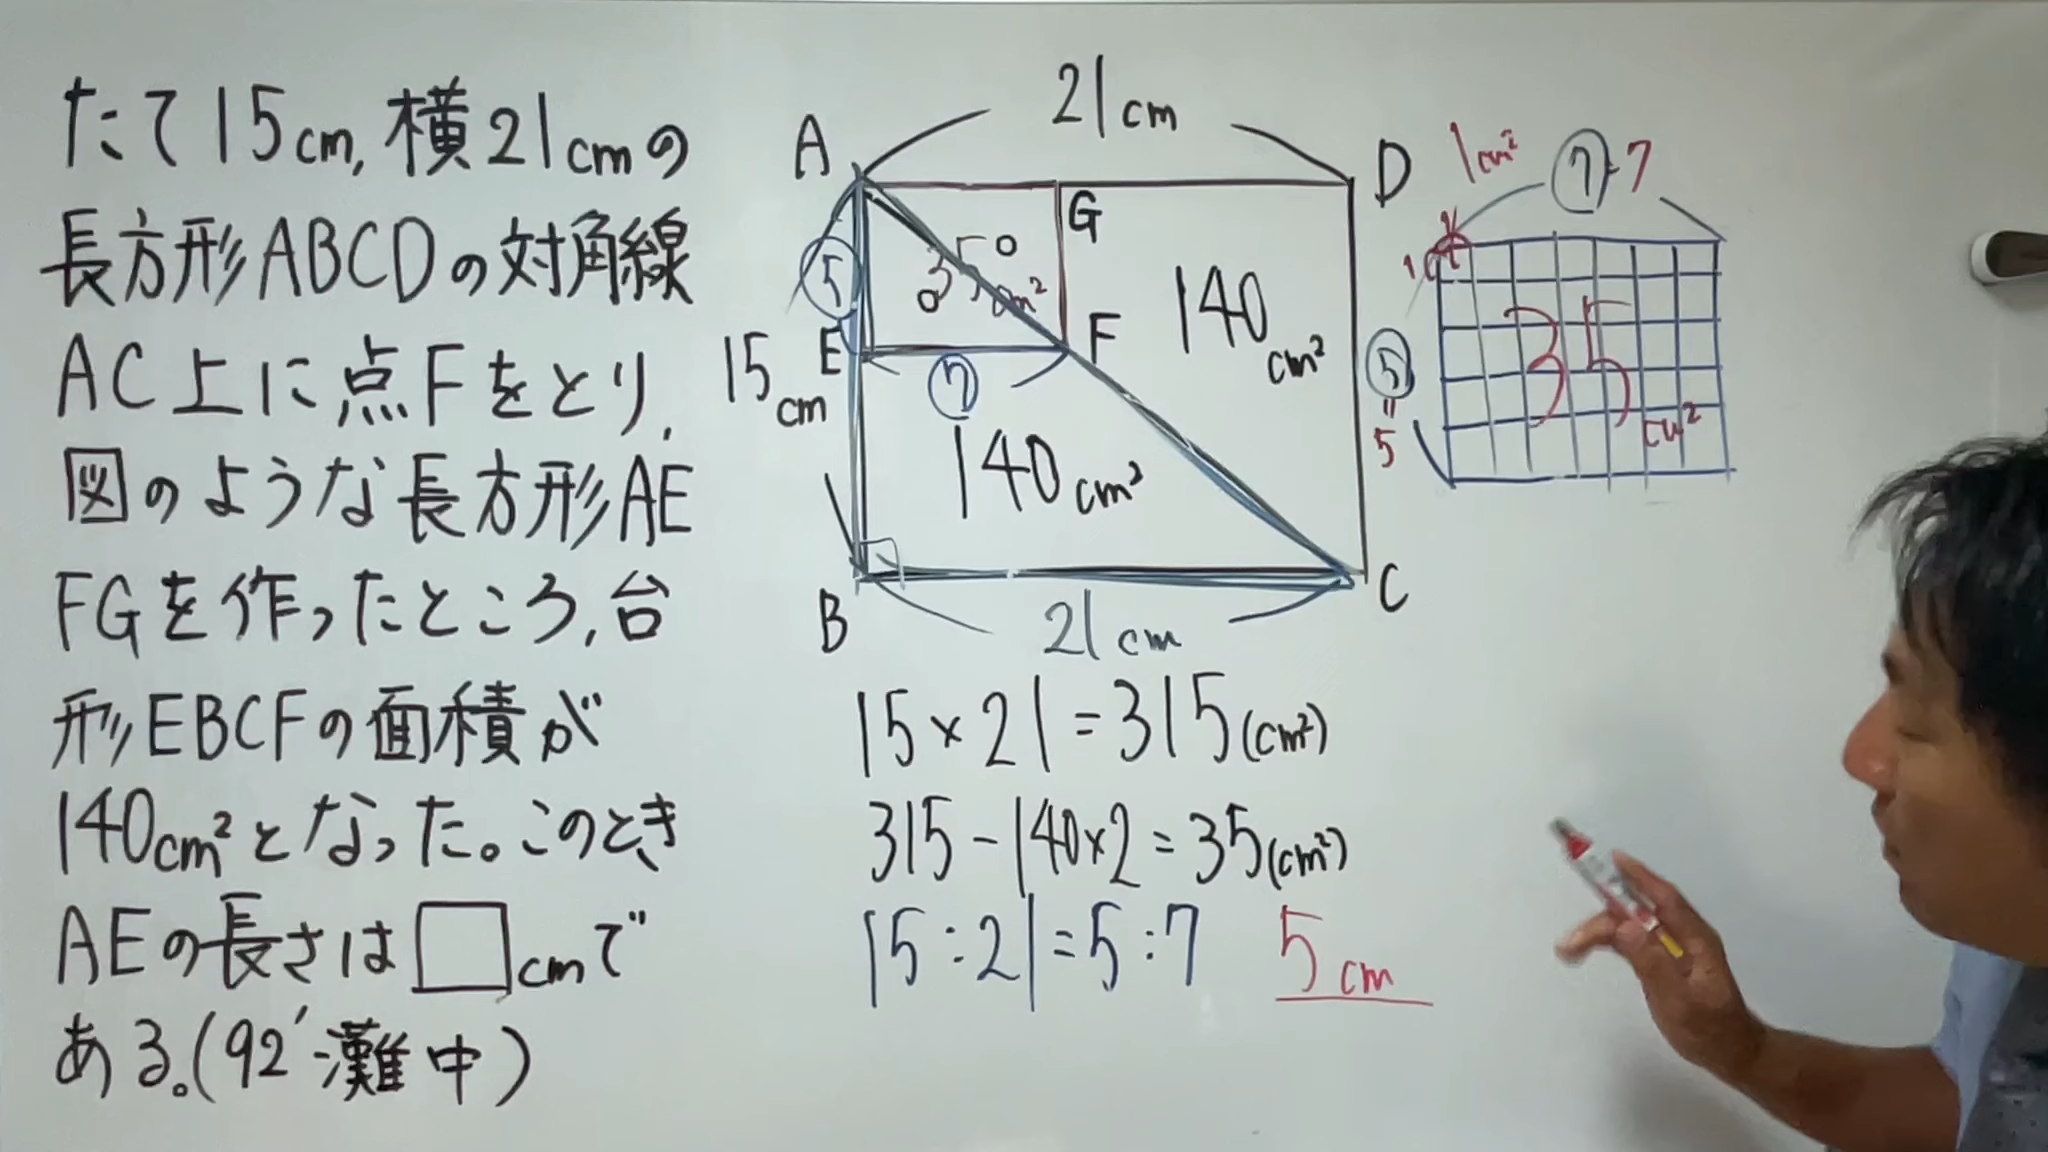 たて15cm,横21cmの
長方形ABCDの対角線
AC上に点Fをとり,
図のような長方形AE
FGを作ったところ,台
形EBCFの面積が
140cm²となった。このとき
AEの長さは□cmで
ある。(92′灘中)
21cm
A
D
G
⑤
35cm²
E
F
15cm
⑦
140cm²
140cm²
B
C
21cm
15×21=315(cm²)
315-140×2=35(cm²)
15:21=5:7
5cm
1cm²
⑦
7
1
⑤
=
5
35cm²